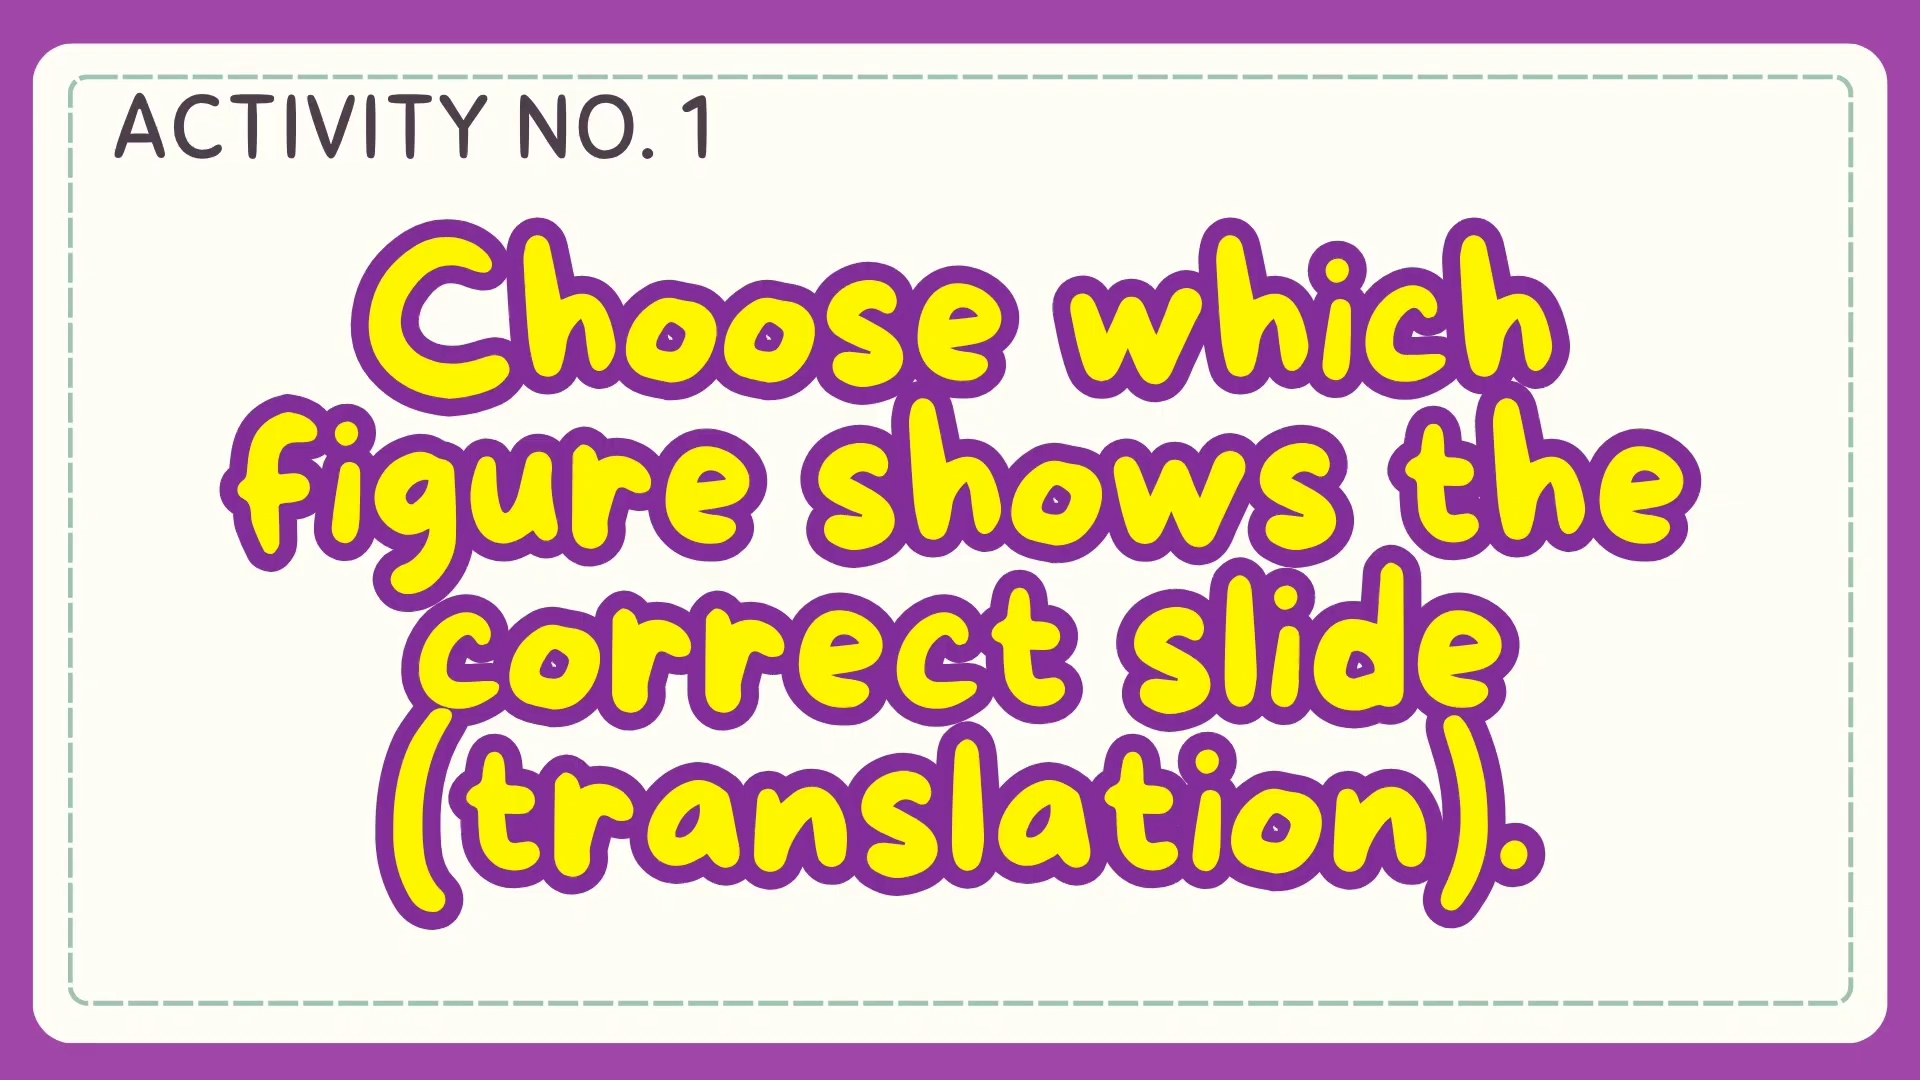 ACTIVITY NO. 1
Choose which
figure shows the
correct slide
(translation).